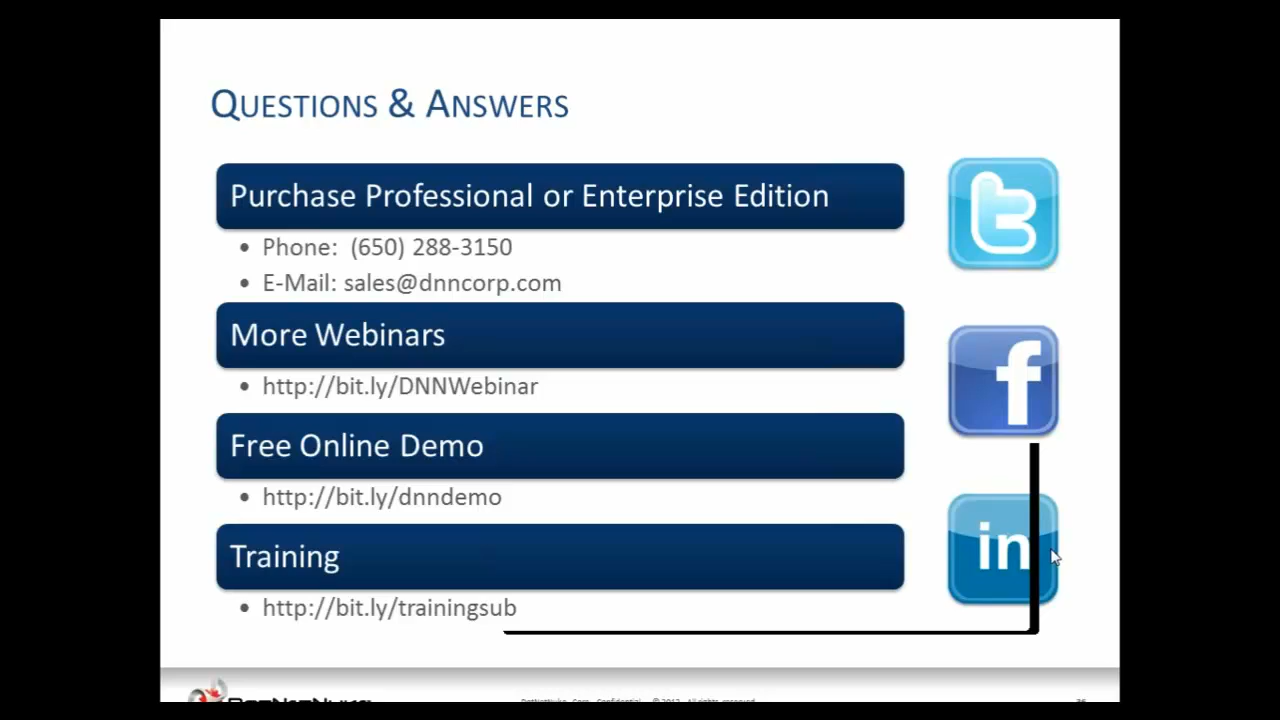 QUESTIONS & ANSWERS
Purchase Professional or Enterprise Edition
• Phone: (650) 288-3150
• E-Mail: sales@dnncorp.com
More Webinars
• http://bit.ly/DNNWebinar
Free Online Demo
• http://bit.ly/dnndemo
Training
• http://bit.ly/trainingsub
t
f
in